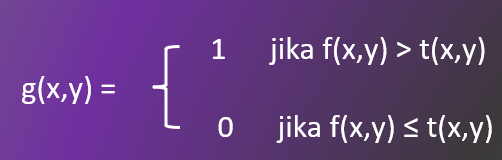 1 jika f(x,y) > t(x,y)
g(x,y) =
0 jika f(x,y) ≤ t(x,y)